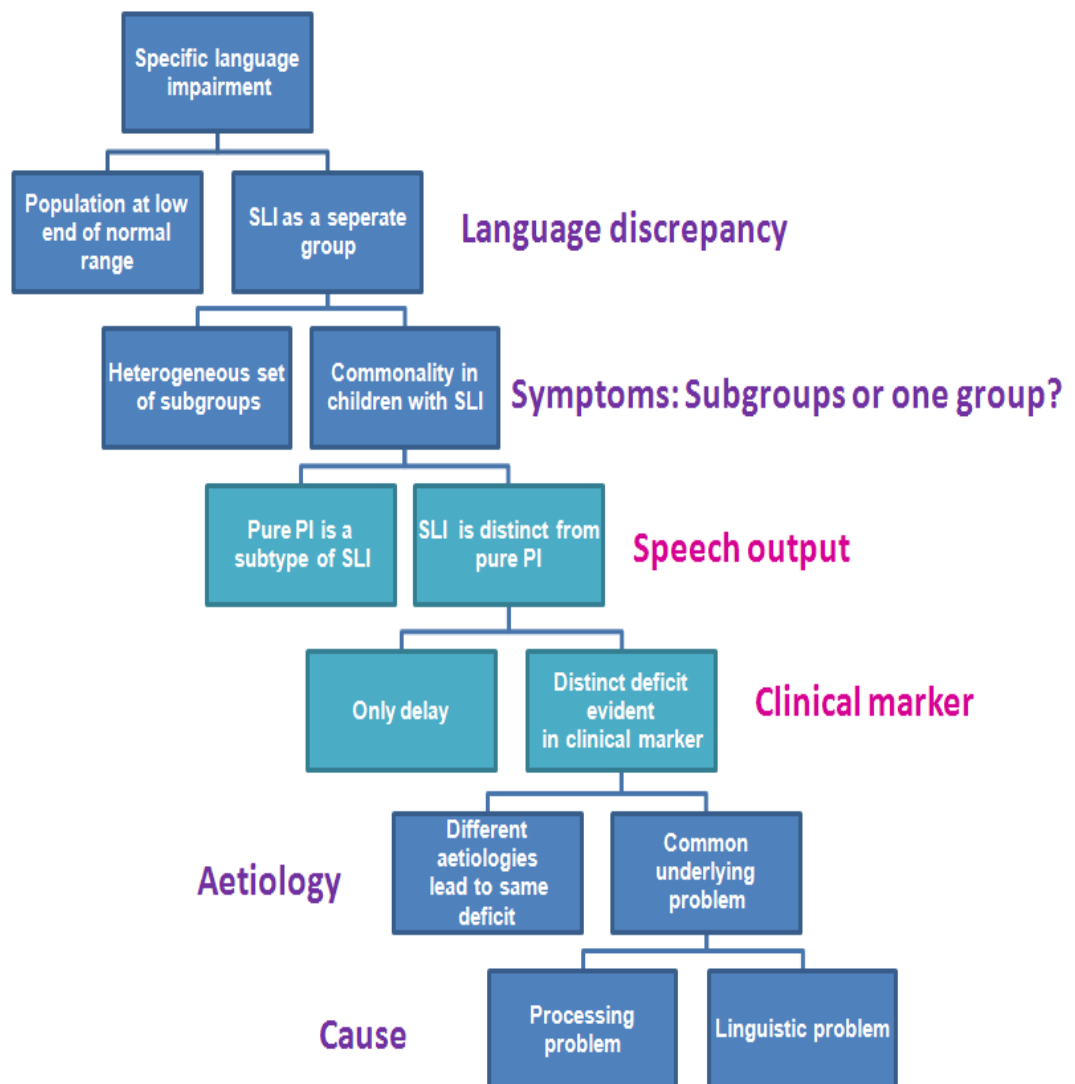 Specific language
impairment
Population at low
end of normal
range
SLI as a seperate
group
Language discrepancy
Heterogeneous set
of subgroups
Commonality in
children with SLI
Symptoms: Subgroups or one group?
Pure PI is a
subtype of SLI
SLI is distinct from
pure PI
Speech output
Only delay
Distinct deficit
evident
in clinical marker
Clinical marker
Aetiology
Different
aetiologies
lead to same
deficit
Common
underlying
problem
Cause
Processing
problem
Linguistic problem